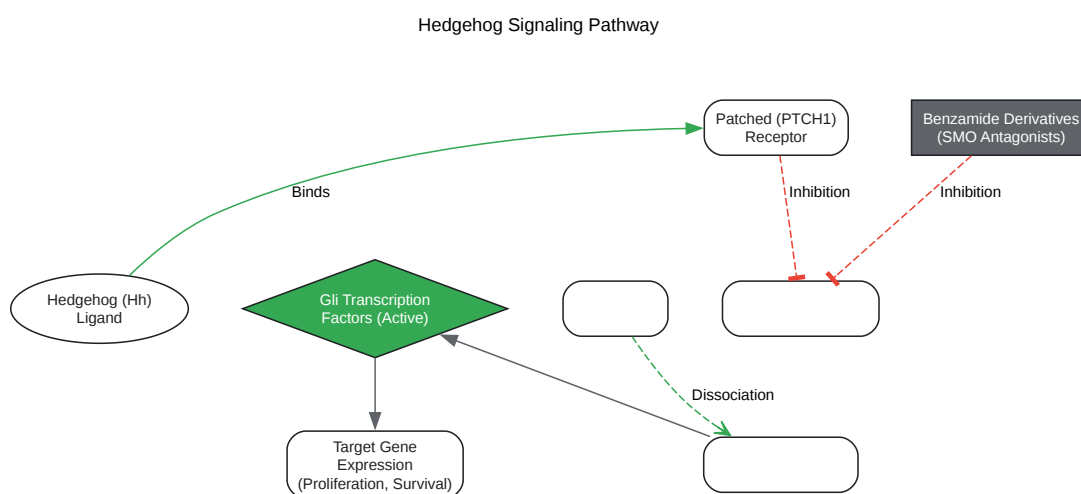 Hedgehog Signaling Pathway
Patched (PTCH1)
Receptor
Benzamide Derivatives
(SMO Antagonists)
Binds
Inhibition
Inhibition
Hedgehog (Hh)
Ligand
Gli Transcription
Factors (Active)
Dissociation
Target Gene
Expression
(Proliferation, Survival)